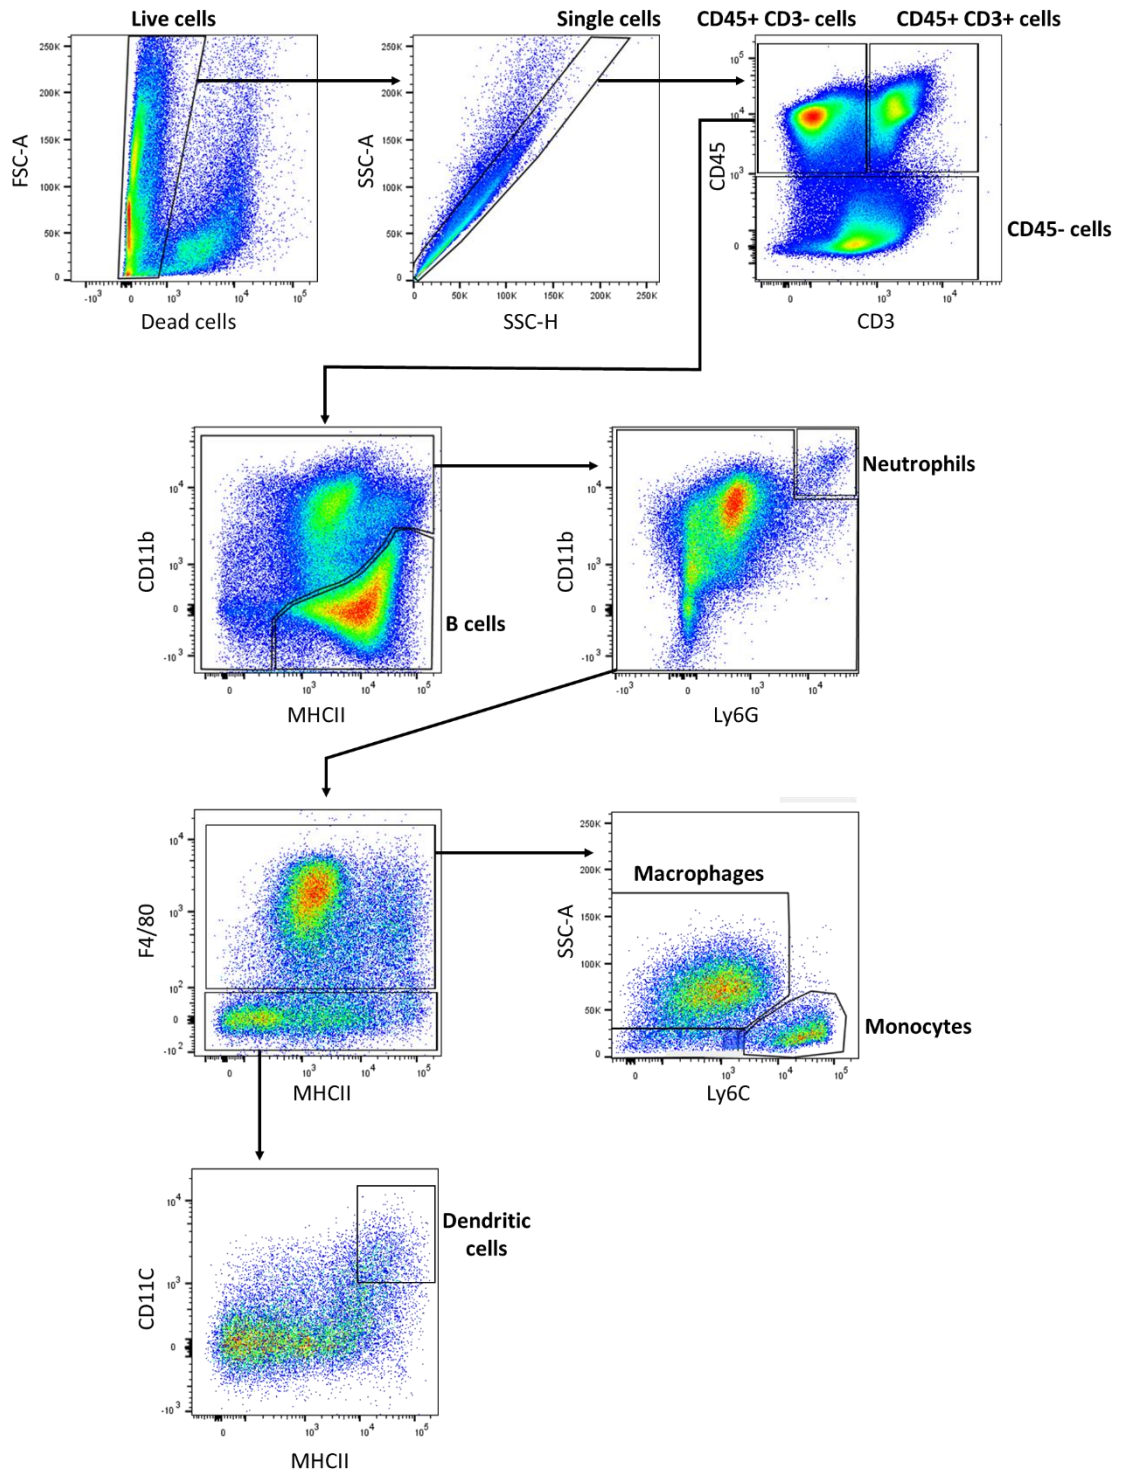 Live cells
Single cells
CD45+ CD3- cells
CD45+ CD3+ cells
FSC-A
250K
200K
150K
100K
50K
0
-10³
0
10³
10⁴
10⁵
Dead cells
SSC-A
250K
200K
150K
100K
50K
0
0
50K
100K
150K
200K
250K
SSC-H
CD45
10⁵
10⁴
10³
0
0
10³
10⁴
CD3
CD45- cells
CD11b
10⁴
10³
0
-10³
0
10³
10⁴
10⁵
MHCII
B cells
CD11b
10⁴
10³
0
-10³
-10³
0
10³
10⁴
Ly6G
Neutrophils
F4/80
10⁴
10³
10²
0
-10²
0
10³
10⁴
10⁵
MHCII
SSC-A
250K
200K
150K
100K
50K
0
0
10³
10⁴
10⁵
Ly6C
Macrophages
Monocytes
CD11C
10⁴
10³
0
-10³
0
10³
10⁴
10⁵
MHCII
Dendritic
cells